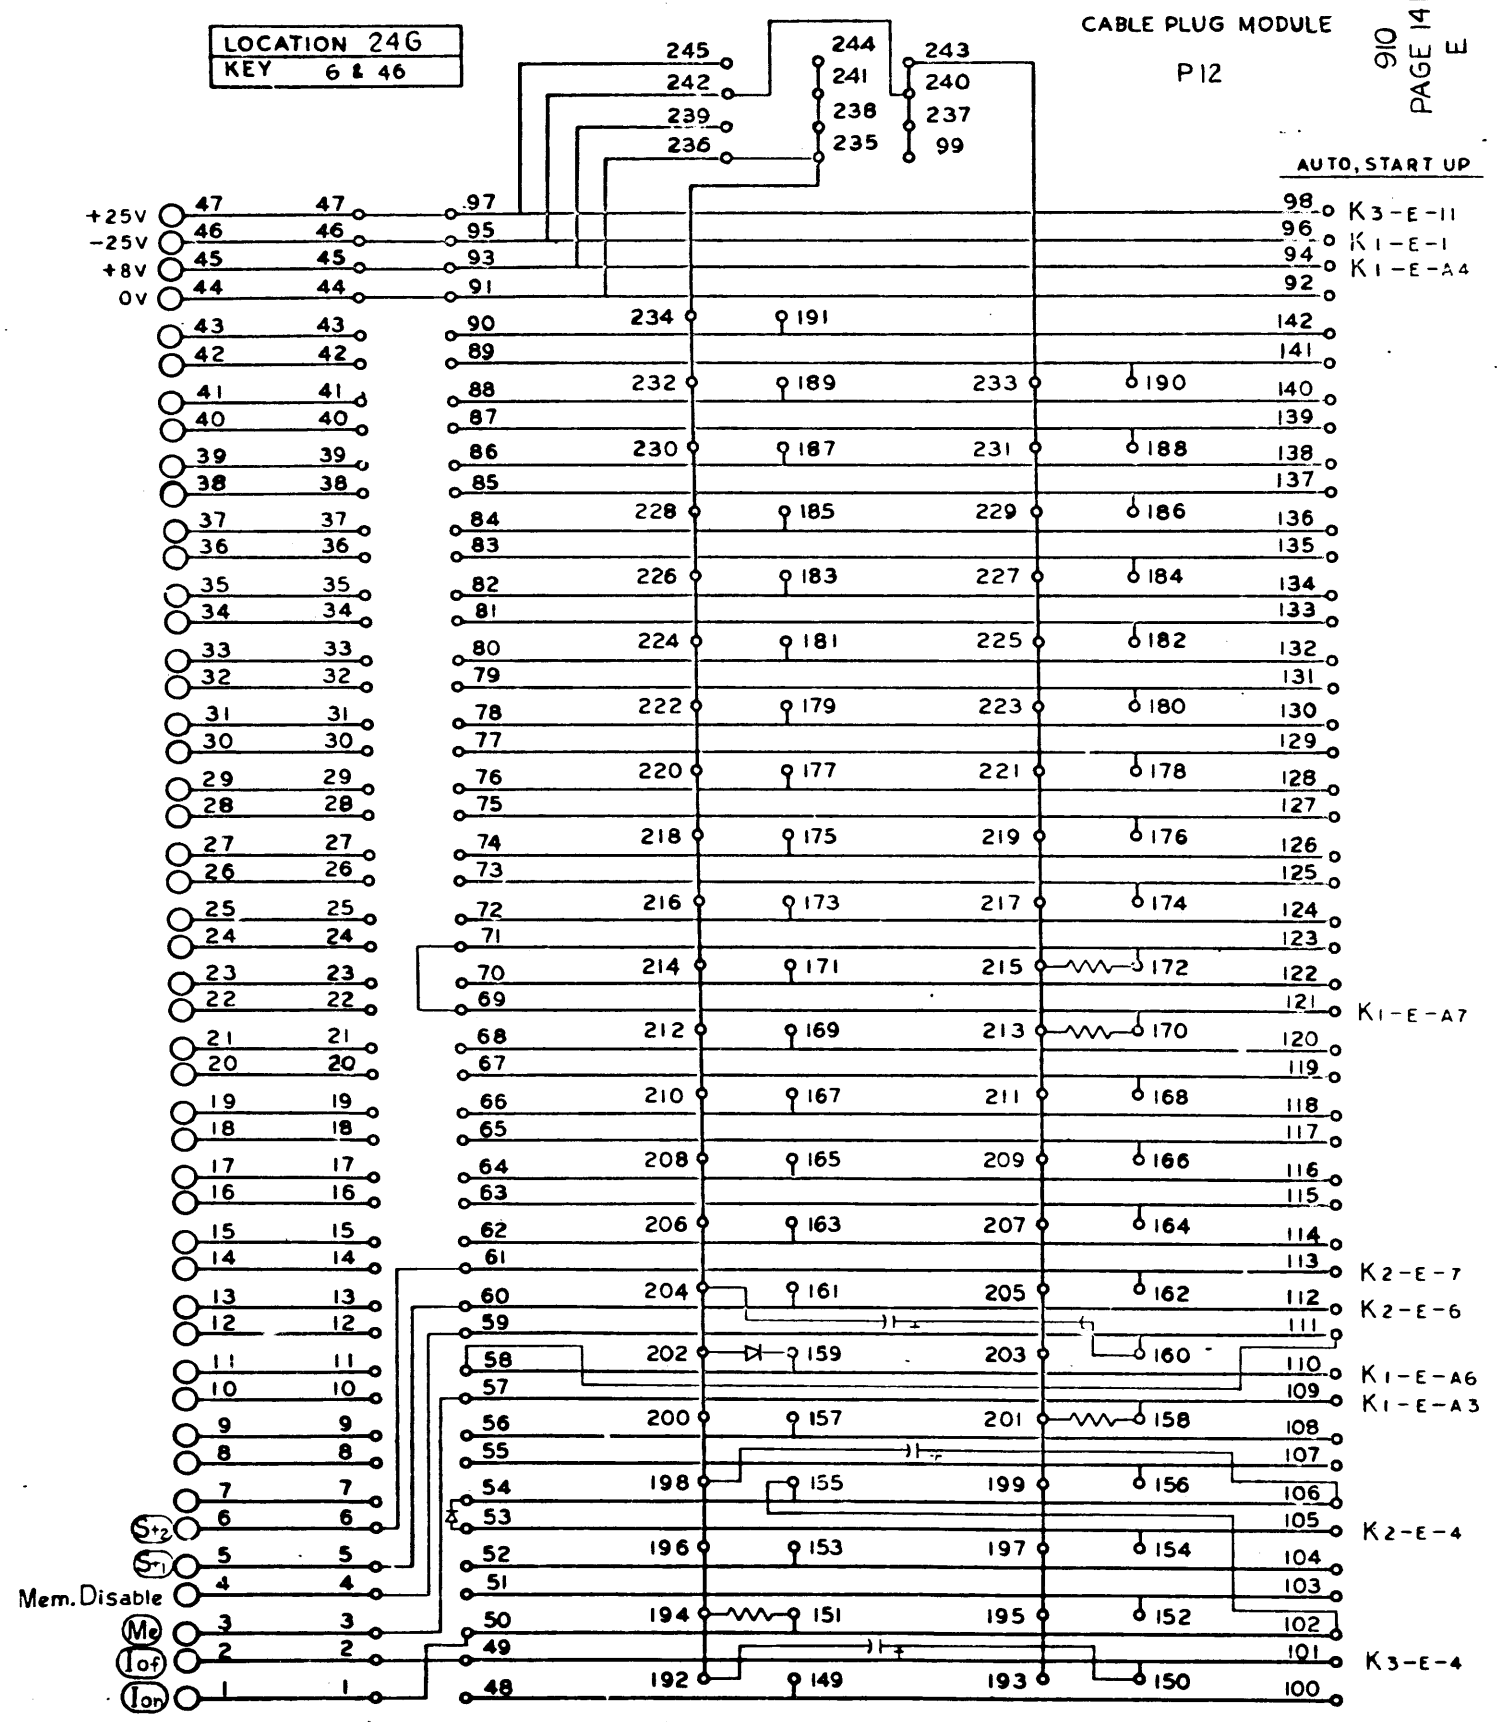 LOCATION 24G
KEY 6 & 46
CABLE PLUG MODULE
P12
910
PAGE 141
E
AUTO, START UP
245 244 243
242 241 240
239 238 237
236 235 99
+25V 47 47 97 98 K3-E-11
-25V 46 46 95 96 K1-E-1
+8V 45 45 93 94 K1-E-A4
0V 44 44 91 92
234 191
43 43 90 142
42 42 89 141
232 189 233 190
41 41 88 140
40 40 87 139
230 187 231 188
39 39 86 138
38 38 85 137
228 185 229 186
37 37 84 136
36 36 83 135
226 183 227 184
35 35 82 134
34 34 81 133
224 181 225 182
33 33 80 132
32 32 79 131
222 179 223 180
31 31 78 130
30 30 77 129
220 177 221 178
29 29 76 128
28 28 75 127
218 175 219 176
27 27 74 126
26 26 73 125
216 173 217 174
25 25 72 124
24 24 71 123
214 171 215 172
23 23 70 122
22 22 69 121 K1-E-A7
212 169 213 170
21 21 68 120
20 20 67 119
210 167 211 168
19 19 66 118
18 18 65 117
208 165 209 166
17 17 64 116
16 16 63 115
206 163 207 164
15 15 62 114
14 14 61 113 K2-E-7
204 161 205 162
13 13 60 112 K2-E-6
12 12 59 111
202 159 203 160
11 11 58 110 K1-E-A6
10 10 57 109 K1-E-A3
200 157 201 158
9 9 56 108
8 8 55 107
198 155 199 156
7 7 54 106
St2 6 6 53 105 K2-E-4
196 153 197 154
St1 5 5 52 104
Mem. Disable 4 4 51 103
194 151 195 152
Me 3 3 50 102
Iof 2 2 49 101 K3-E-4
192 149 193 150
Ion 1 1 48 100